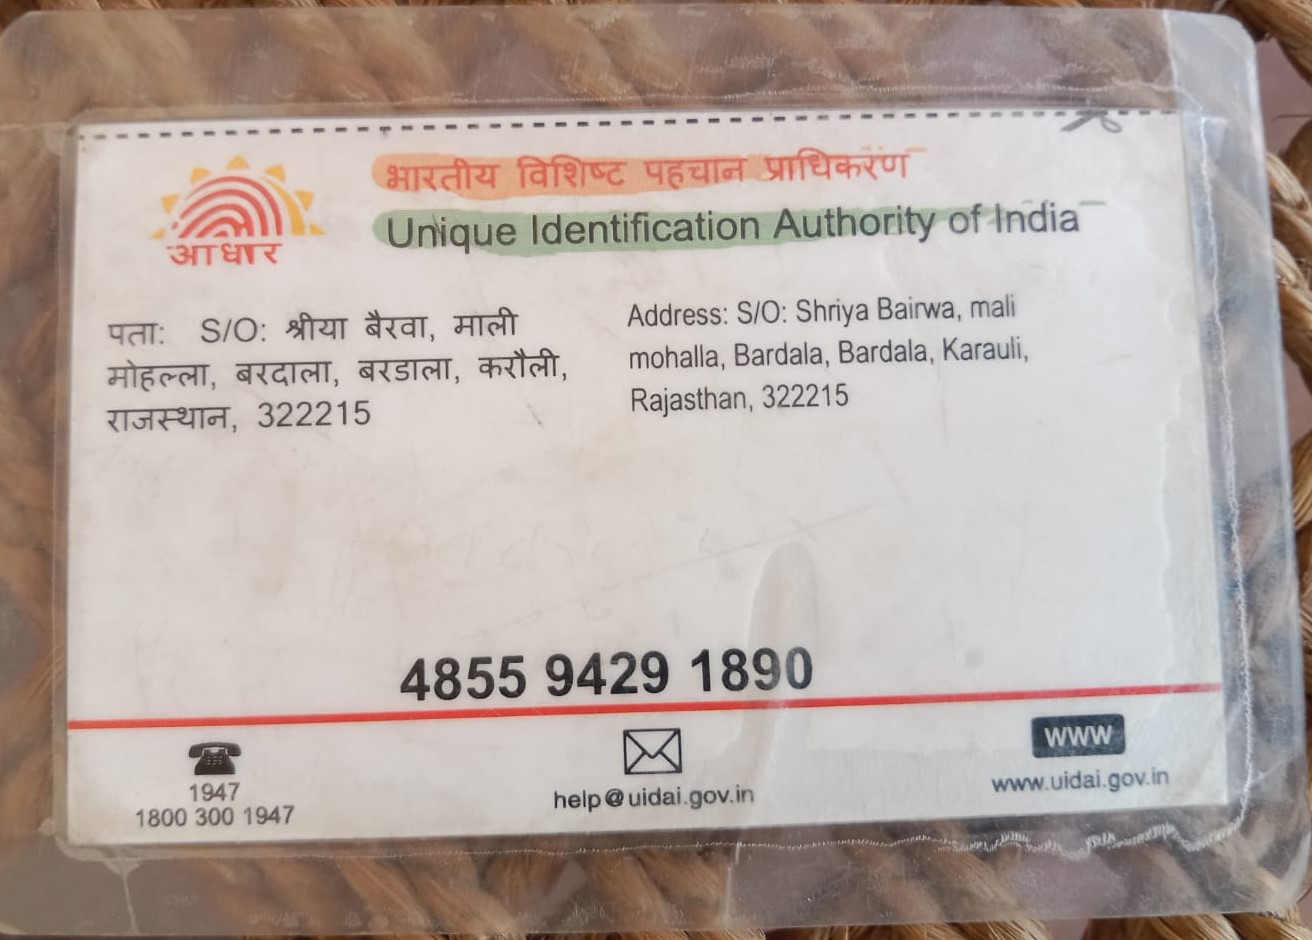 भारतीय विशिष्ट पहचान प्राधिकरण
Unique Identification Authority of India
आधार
पता: S/O: श्रीया बैरवा, माली
मोहल्ला, बरदाला, बरडाला, करौली,
राजस्थान, 322215
Address: S/O: Shriya Bairwa, mali
mohalla, Bardala, Bardala, Karauli,
Rajasthan, 322215
4855 9429 1890
1947
1800 300 1947
help@uidai.gov.in
WWW
www.uidai.gov.in